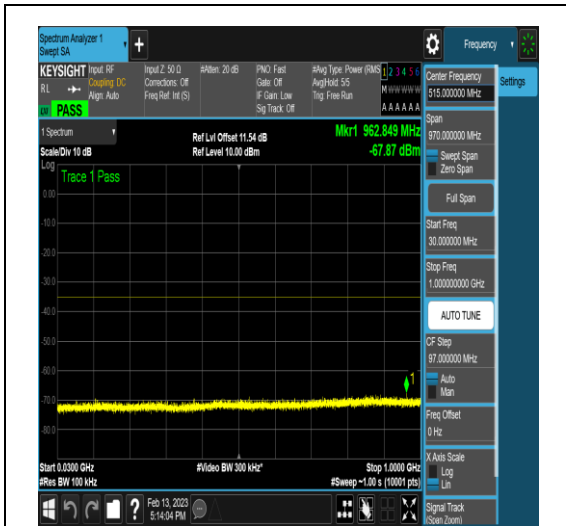 Spectrum Analyzer 1
Swept SA
+
Frequency
KEYSIGHT
RL
Input: RF
Coupling: DC
Align: Auto
Input Z: 50 Ω
Corrections: Off
Freq Ref: Int (S)
#Atten: 20 dB
PNO: Fast
Gate: Off
IF Gain: Low
Sig Track: Off
#Avg Type: Power (RMS
Avg|Hold: 5/5
Trig: Free Run
1 2 3 4 5 6
M W W W W W
A A A A A A
PASS
Center Frequency
515.000000 MHz
Settings
Span
970.000000 MHz
Swept Span
Zero Span
Full Span
Start Freq
30.000000 MHz
Stop Freq
1.000000000 GHz
AUTO TUNE
CF Step
97.000000 MHz
Auto
Man
Freq Offset
0 Hz
X Axis Scale
Log
Lin
Signal Track
(Span Zoom)
1 Spectrum
Scale/Div 10 dB
Ref Lvl Offset 11.54 dB
Ref Level 10.00 dBm
Mkr1 962.849 MHz
-67.87 dBm
Log
Trace 1 Pass
0.00
-10.0
-20.0
-30.0
-40.0
-50.0
-60.0
-70.0
-80.0
1
Start 0.0300 GHz
#Res BW 100 kHz
#Video BW 300 kHz*
Stop 1.0000 GHz
#Sweep ~1.00 s (10001 pts)
?
Feb 13, 2023
5:14:04 PM